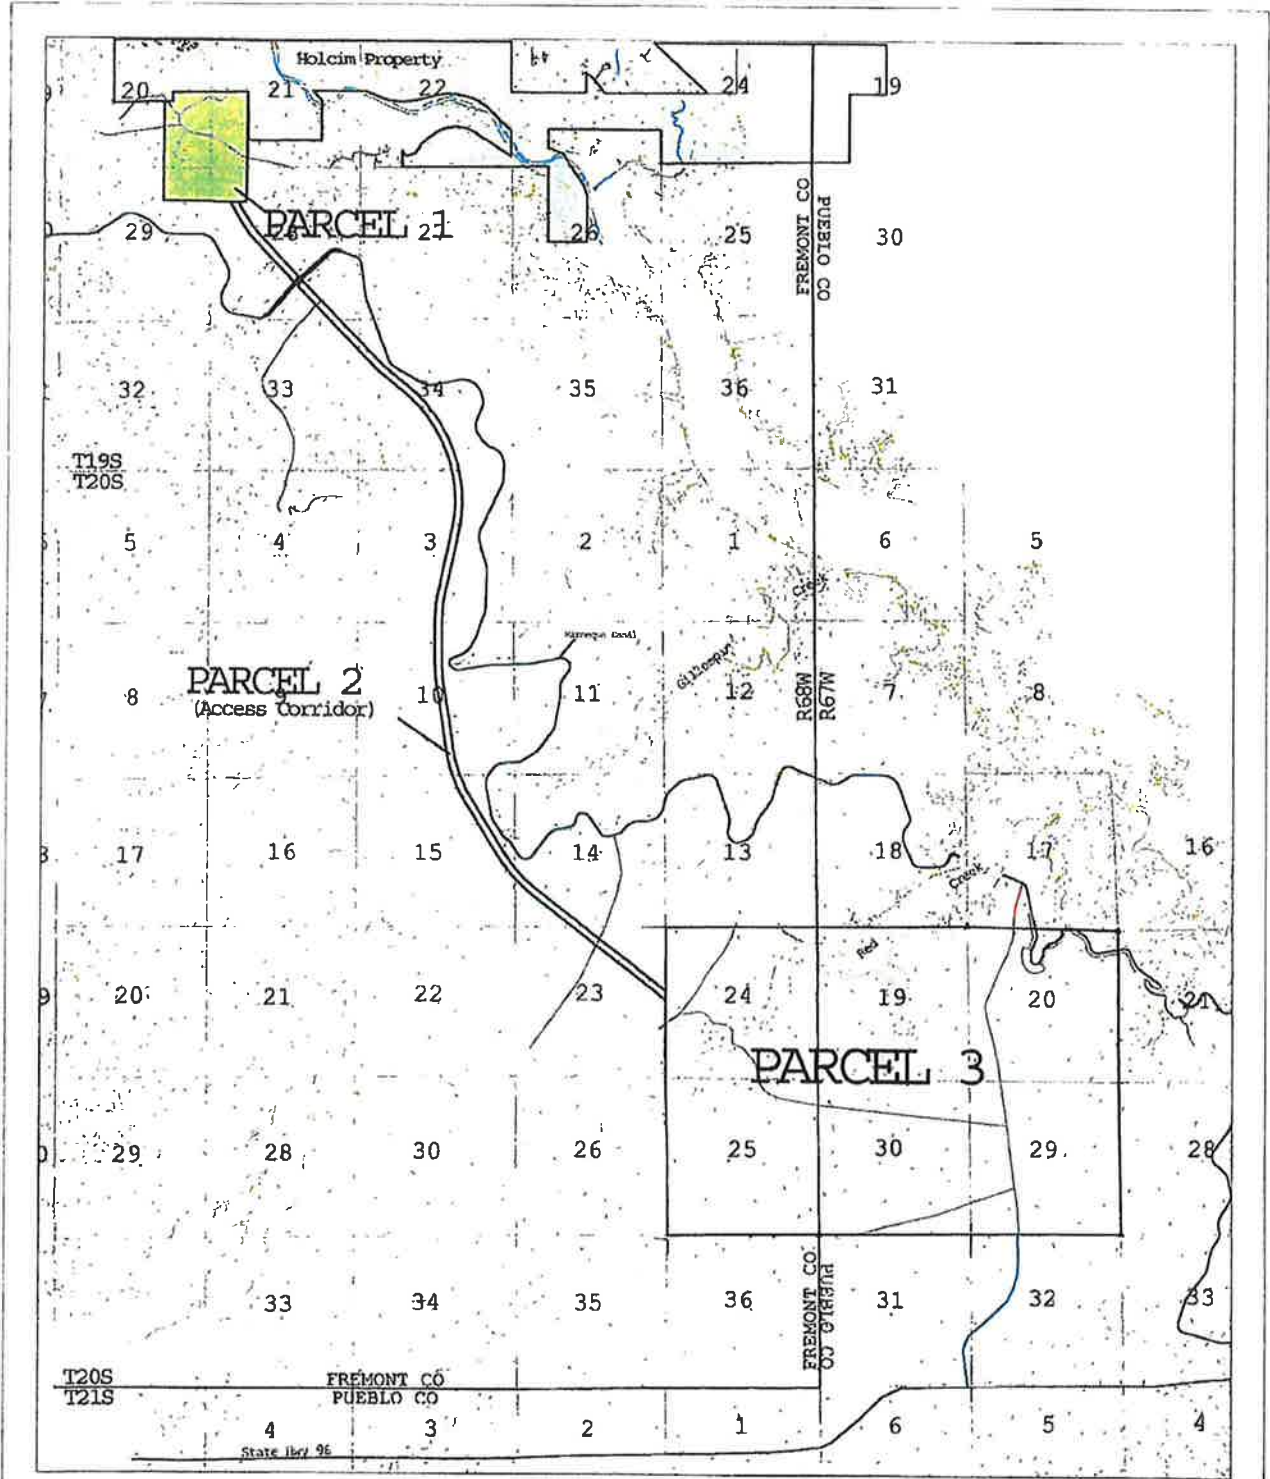 Holcim Property
20 21 22 24 19
PARCEL 1
29 26 25 30
FREMONT CO
PUEBLO CO
32 33 34 35 36 31
T19S
T20S
5 4 3 2 1 6 5
Creek
PARCEL 2
(Access Corridor)
8 9 10 11 12 7 8
R68W
R67W
17 16 15 14 13 18 17 16
Creek
Red
20 21 22 23 24 19 20 21
PARCEL 3
29 28 30 26 25 30 29 28
33 34 35 36 31 32 33
FREMONT CO
PUEBLO CO
T20S
T21S
FREMONT CO
PUEBLO CO
4 3 2 1 6 5 4
State Hwy 96